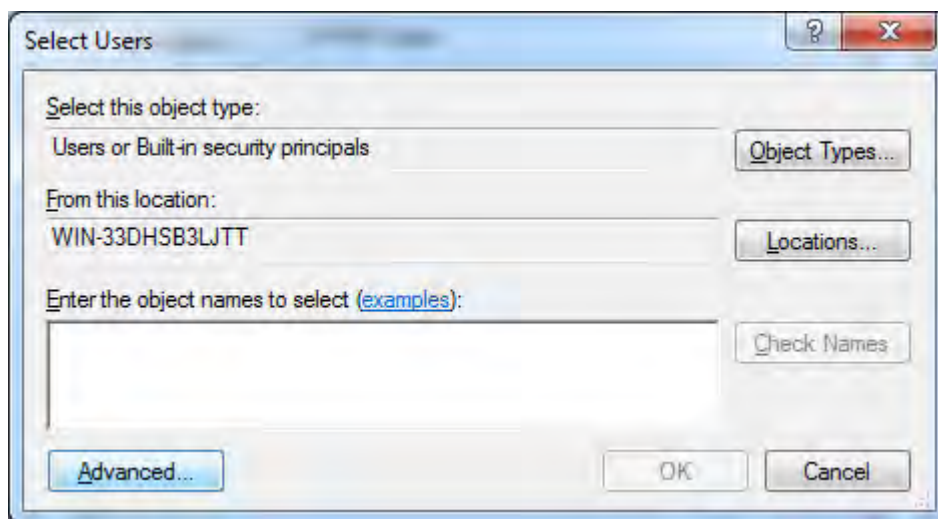 Select Users
Select this object type:
Users or Built-in security principals
Object Types...
From this location:
WIN-33DHSB3LJTT
Locations...
Enter the object names to select (examples):
Check Names
Advanced...
OK
Cancel